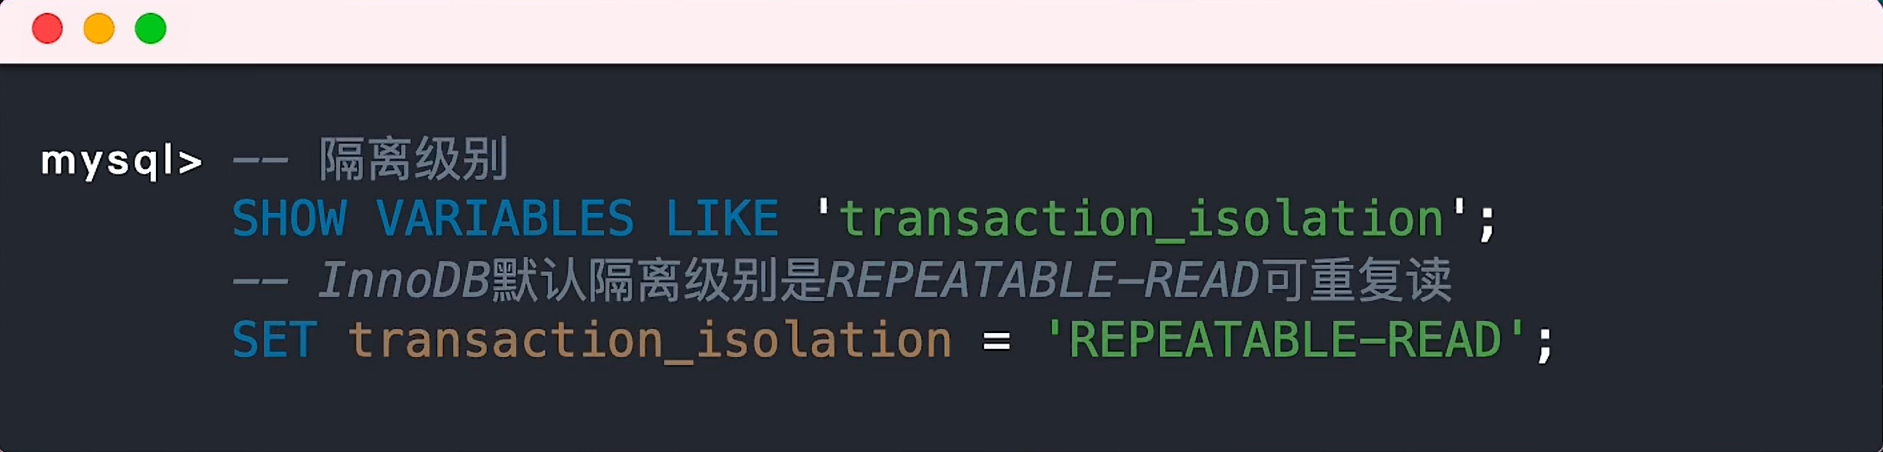 mysql> -- 隔离级别
SHOW VARIABLES LIKE 'transaction_isolation';
-- InnoDB默认隔离级别是REPEATABLE-READ可重复读
SET transaction_isolation = 'REPEATABLE-READ';